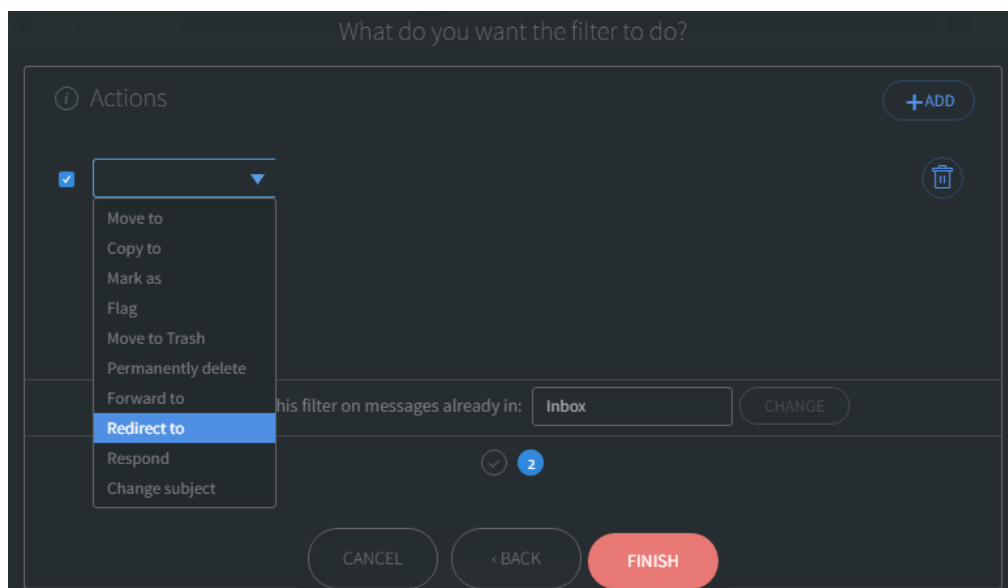 What do you want the filter to do?
Actions
+ADD
Move to
Copy to
Mark as
Flag
Move to Trash
Permanently delete
Forward to
his filter on messages already in:
Inbox
CHANGE
Redirect to
Respond
Change subject
2
CANCEL
‹ BACK
FINISH